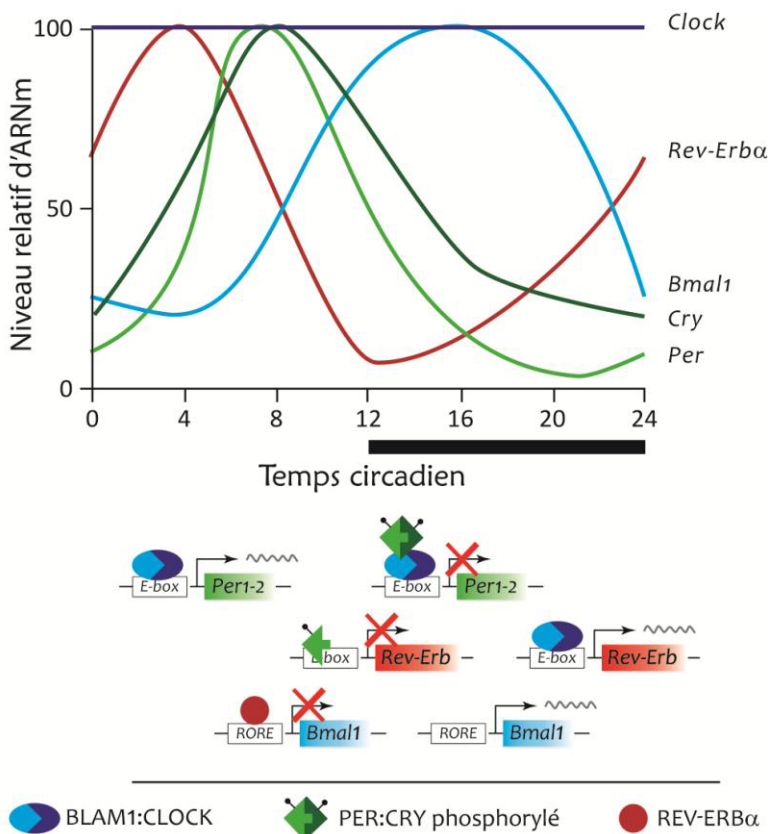 Niveau relatif d'ARNm
100
50
0
Clock
Rev-Erbα
Bmal1
Cry
Per
0 4 8 12 16 20 24
Temps circadien
E-box Per1-2
E-box Per1-2
E-box Rev-Erb
E-box Rev-Erb
RORE Bmal1
RORE Bmal1
BLAM1:CLOCK PER:CRY phosphorylé REV-ERBα